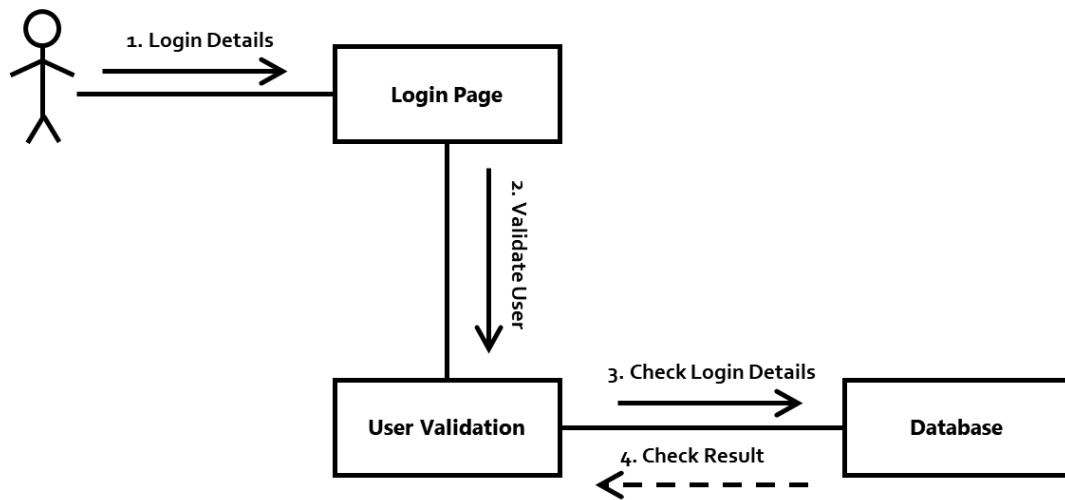 1. Login Details
Login Page
2. Validate User
3. Check Login Details
User Validation
Database
4. Check Result